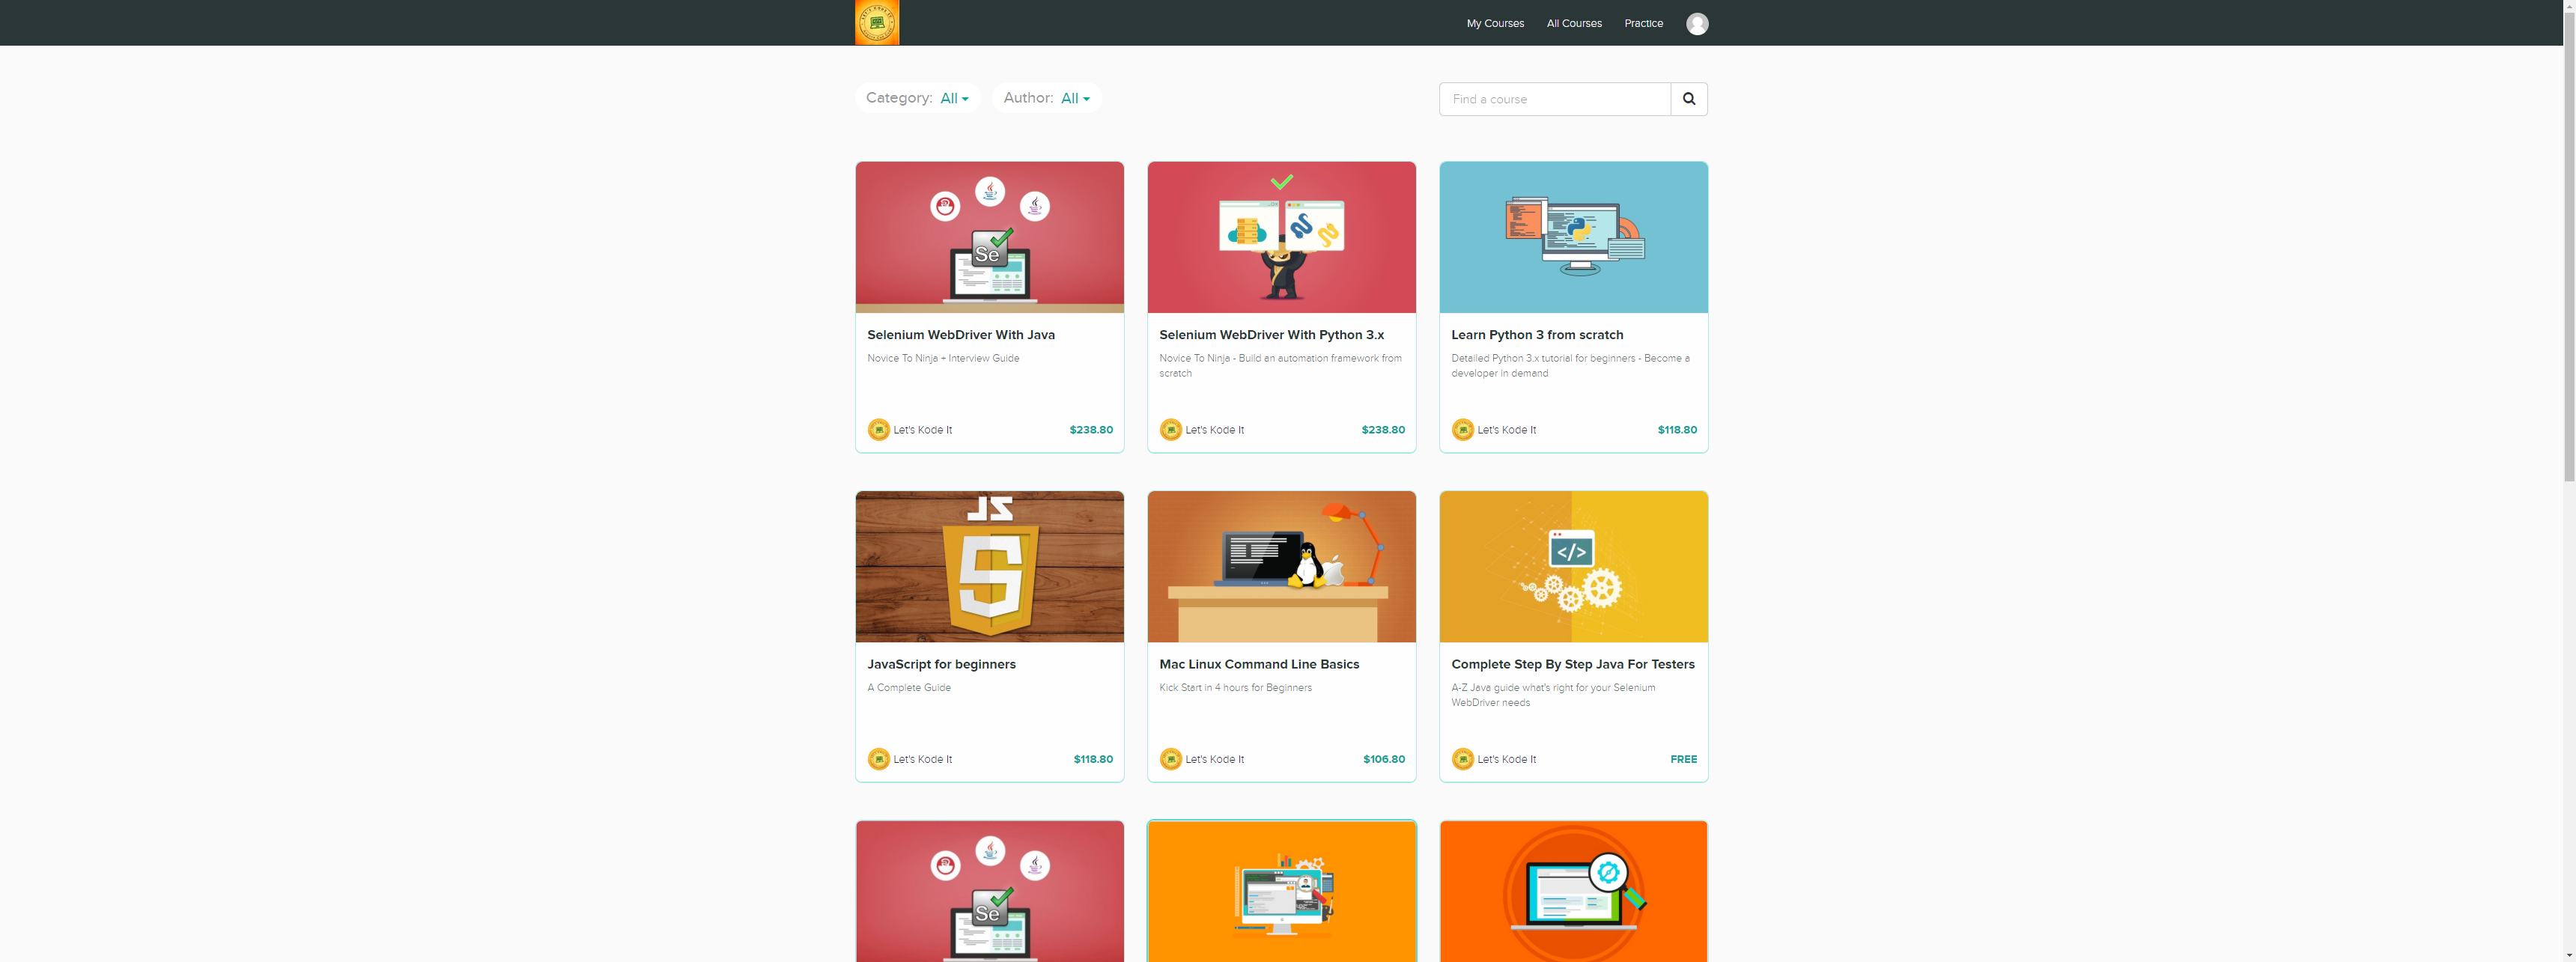 My Courses
All Courses
Practice
Category: All
Author: All
Find a course
Se
Selenium WebDriver With Java
Novice To Ninja + Interview Guide
Let's Kode It
$238.80
Selenium WebDriver With Python 3.x
Novice To Ninja - Build an automation framework from
scratch
Let's Kode It
$238.80
Learn Python 3 from scratch
Detailed Python 3.x tutorial for beginners - Become a
developer in demand
Let's Kode It
$118.80
JS
JavaScript for beginners
A Complete Guide
Let's Kode It
$118.80
Mac Linux Command Line Basics
Kick Start in 4 hours for Beginners
Let's Kode It
$106.80
</>
Complete Step By Step Java For Testers
A-Z Java guide what's right for your Selenium
WebDriver needs
Let's Kode It
FREE
Se